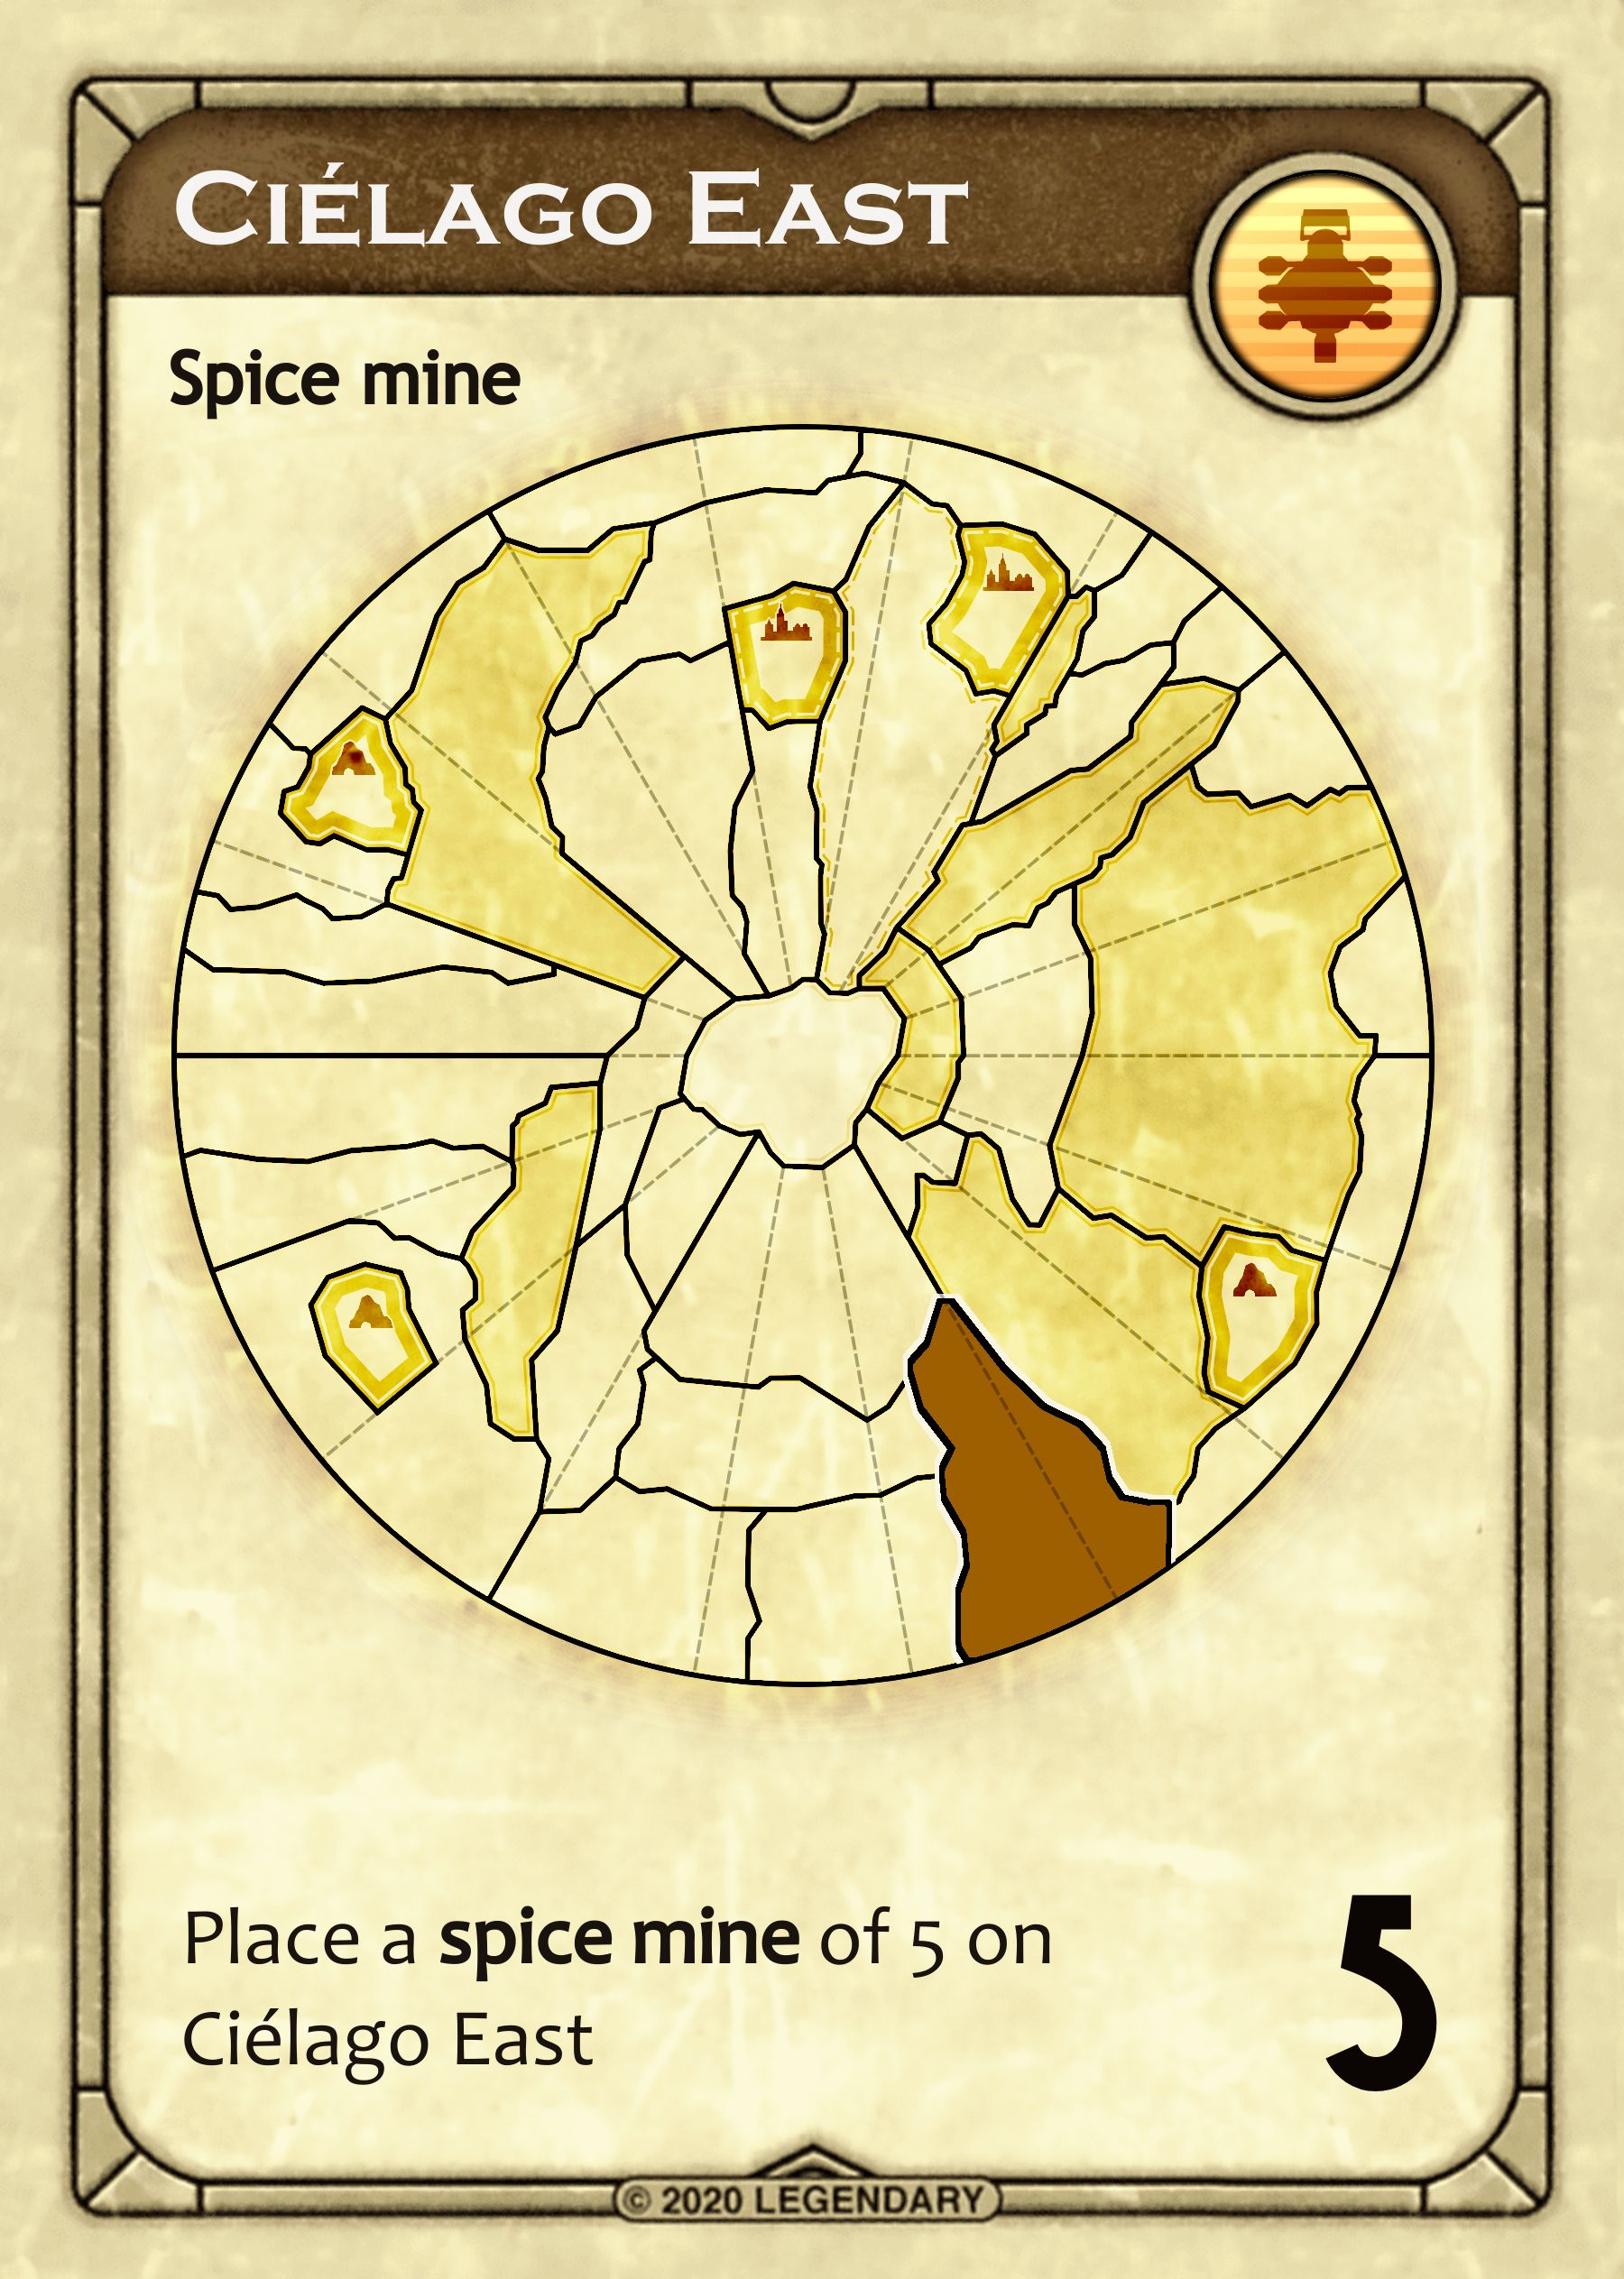 CIÉLAGO EAST
Spice mine
Place a spice mine of 5 on
Ciélago East
5
© 2020 LEGENDARY